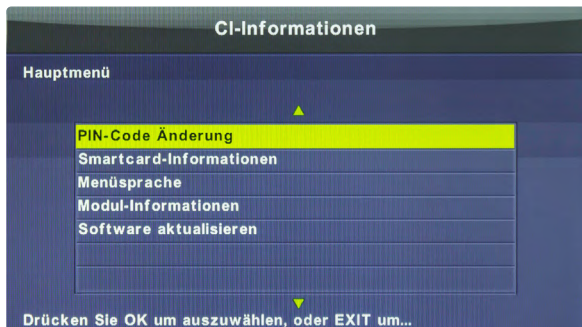 CI-Informationen
Hauptmenü
PIN-Code Änderung
Smartcard-Informationen
Menüsprache
Modul-Informationen
Software aktualisieren
Drücken Sie OK um auszuwählen, oder EXIT um...